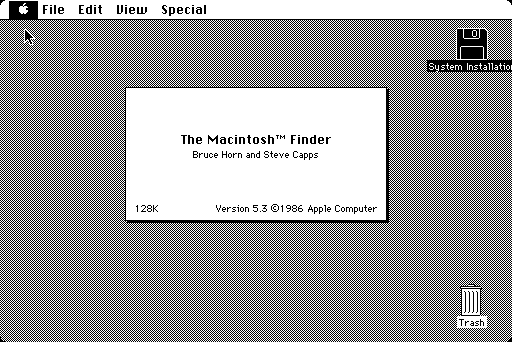 File Edit View Special
System Installation
The Macintosh™ Finder
Bruce Horn and Steve Capps
128K Version 5.3 ©1986 Apple Computer
Trash